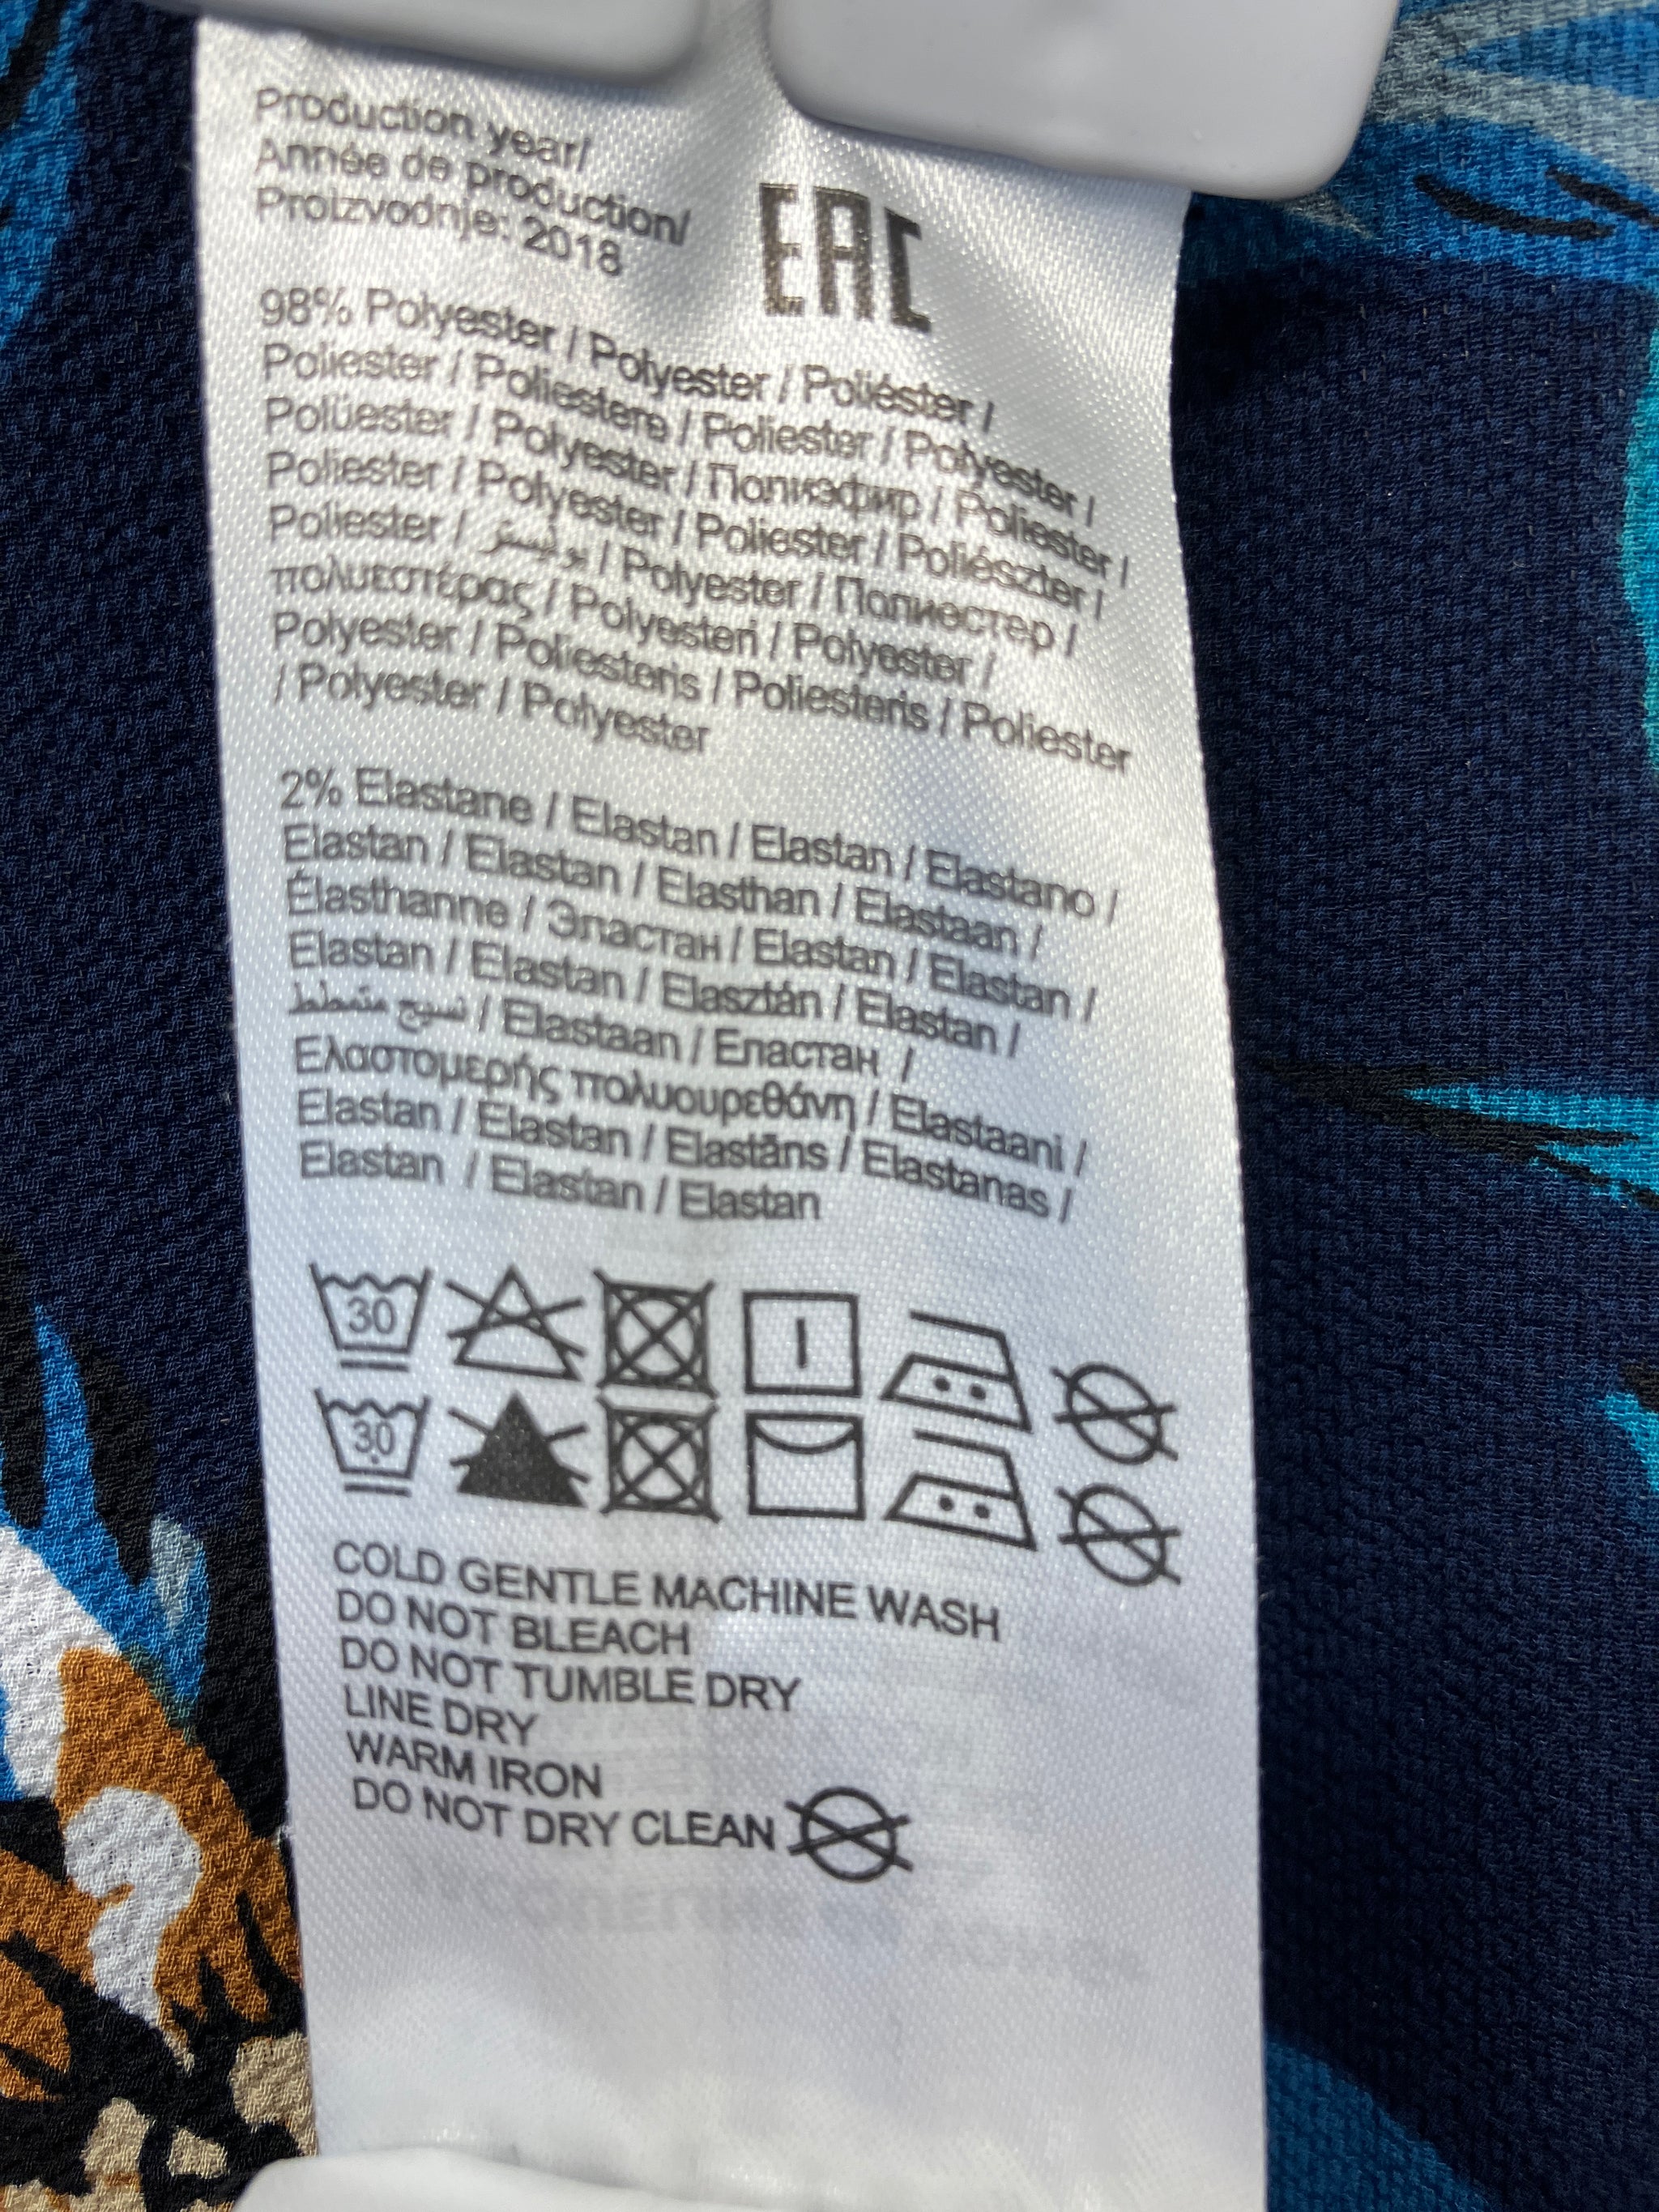 Production year/
Année de production/
Proizvodnje: 2018
EAC
98% Polyester / Polyester / Poliéster /
Poliester / Poliestere / Poliester / Polyester /
Polüester / Polyester / Полиэфир / Poliester /
Poliester / Polyester / Poliester / Poliészter /
Poliester / بوليستر / Polyester / Полиестер /
πολυεστέρας / Polyesteri / Polyester /
Polyester / Poliesteris / Poliesteris / Poliester
/ Polyester / Polyester
2% Elastane / Elastan / Elastan / Elastano /
Elastan / Elastan / Elasthan / Elastaan /
Élasthanne / Эластан / Elastan / Elastan /
Elastan / Elastan / Elasztán / Elastan /
نسيج متمطط / Elastaan / Еластан /
Ελαστομερής πολυουρεθάνη / Elastaani /
Elastan / Elastan / Elastāns / Elastanas /
Elastan / Elastan / Elastan
30
30
COLD GENTLE MACHINE WASH
DO NOT BLEACH
DO NOT TUMBLE DRY
LINE DRY
WARM IRON
DO NOT DRY CLEAN